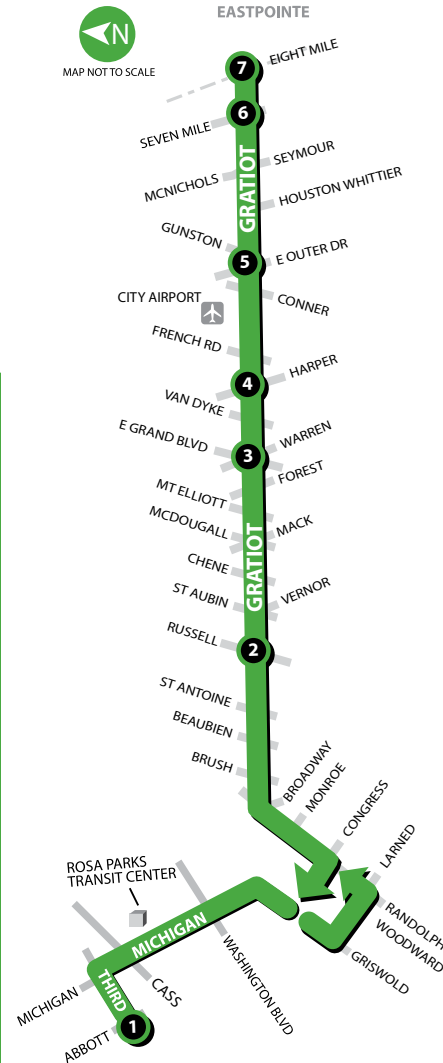 EASTPOINTE
N
MAP NOT TO SCALE
7
EIGHT MILE
6
SEVEN MILE
SEYMOUR
MCNICHOLS
HOUSTON WHITTIER
GRATIOT
GUNSTON
E OUTER DR
5
CONNER
CITY AIRPORT
FRENCH RD
HARPER
4
VAN DYKE
E GRAND BLVD
WARREN
3
FOREST
MT ELLIOTT
MCDOUGALL
MACK
GRATIOT
CHENE
ST AUBIN
VERNOR
RUSSELL
2
ST ANTOINE
BEAUBIEN
BRUSH
BROADWAY
MONROE
CONGRESS
LARNED
RANDOLPH
WOODWARD
GRISWOLD
ROSA PARKS
TRANSIT CENTER
MICHIGAN
WASHINGTON BLVD
CASS
MICHIGAN
THIRD
ABBOTT
1